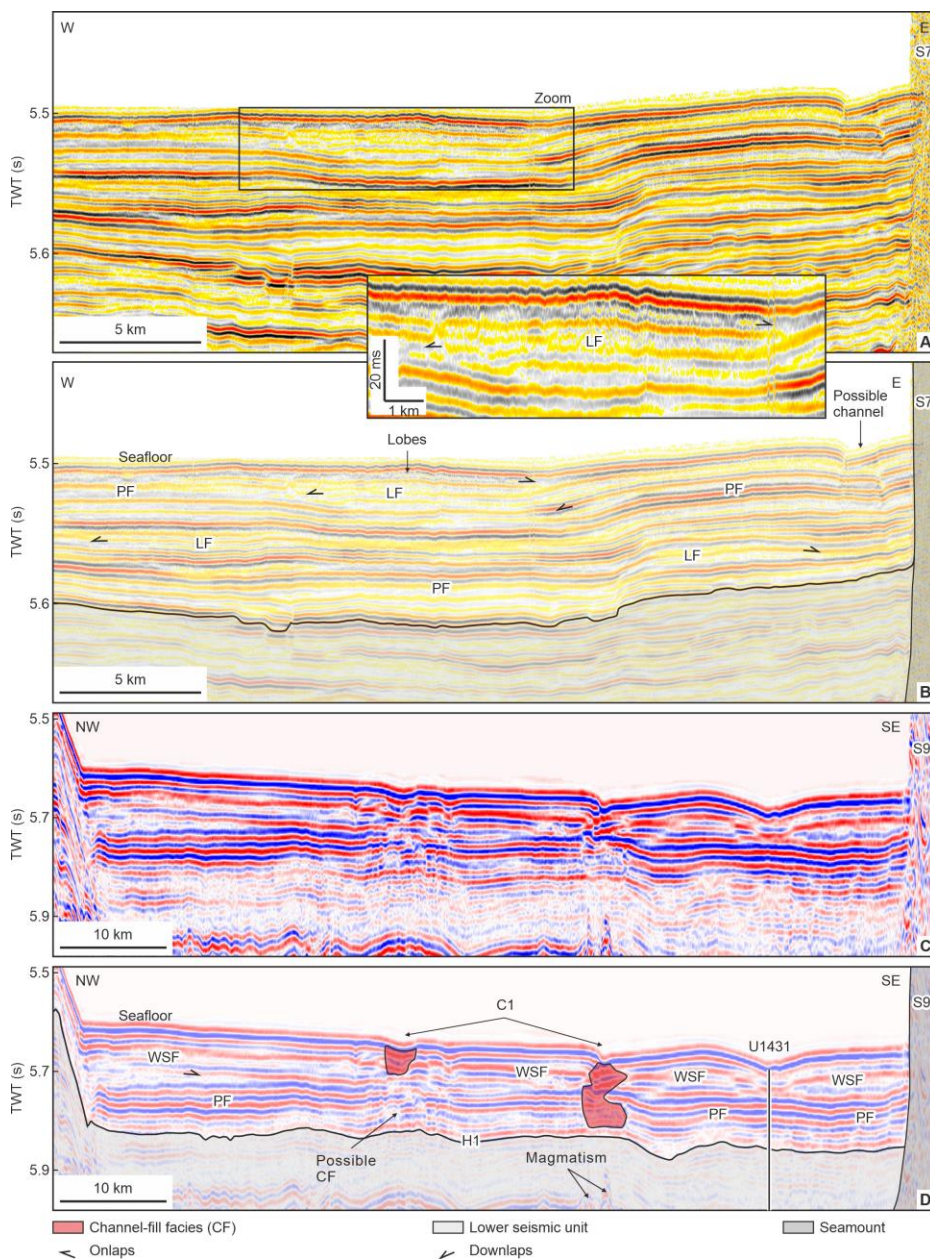 W
E
S7
Zoom
5.5
TWT (s)
5.6
5 km
A
LF
20 ms
1 km
W
E
S7
Possible
channel
Lobes
5.5
Seafloor
PF
LF
PF
TWT (s)
LF
LF
PF
5.6
5 km
B
5.5
NW
SE
S9
5.7
TWT (s)
5.9
10 km
C
5.5
NW
SE
S9
C1
Seafloor
U1431
WSF
WSF
WSF
WSF
5.7
TWT (s)
PF
PF
PF
H1
Possible
CF
Magmatism
5.9
10 km
D
Channel-fill facies (CF)
Lower seismic unit
Seamount
Onlaps
Downlaps